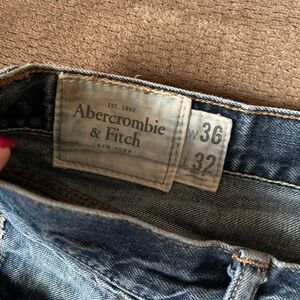 EST. 1892
Abercrombie
& Fitch
NEW YORK
W 36
L 32